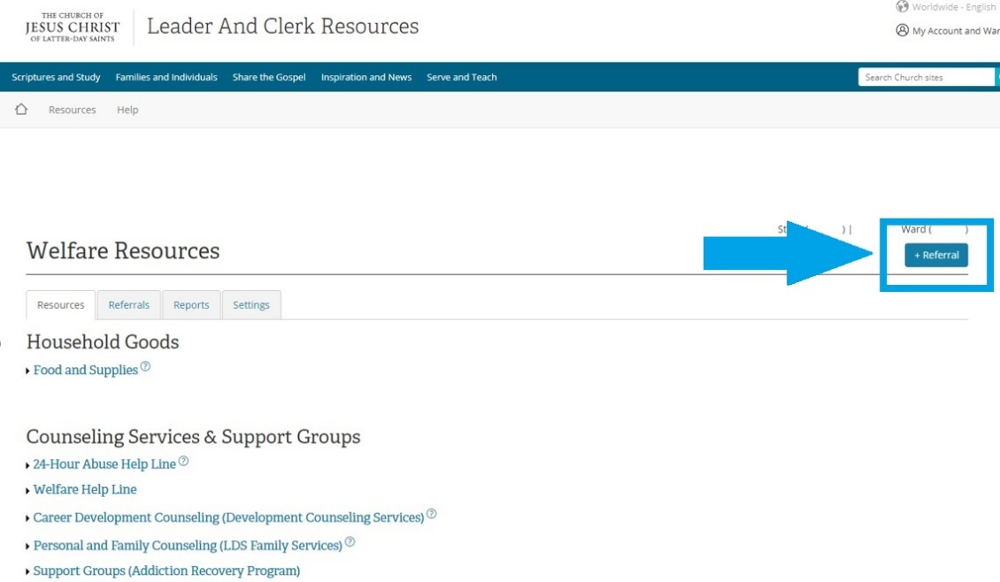 THE CHURCH OF
JESUS CHRIST
OF LATTER-DAY SAINTS
Leader And Clerk Resources
Worldwide - English
My Account and War
Scriptures and Study Families and Individuals Share the Gospel Inspiration and News Serve and Teach
Search Church sites
Resources Help
Ward ( )
Welfare Resources
+ Referral
Resources Referrals Reports Settings
Household Goods
Food and Supplies ?
Counseling Services & Support Groups
24-Hour Abuse Help Line ?
Welfare Help Line
Career Development Counseling (Development Counseling Services) ?
Personal and Family Counseling (LDS Family Services) ?
Support Groups (Addiction Recovery Program)